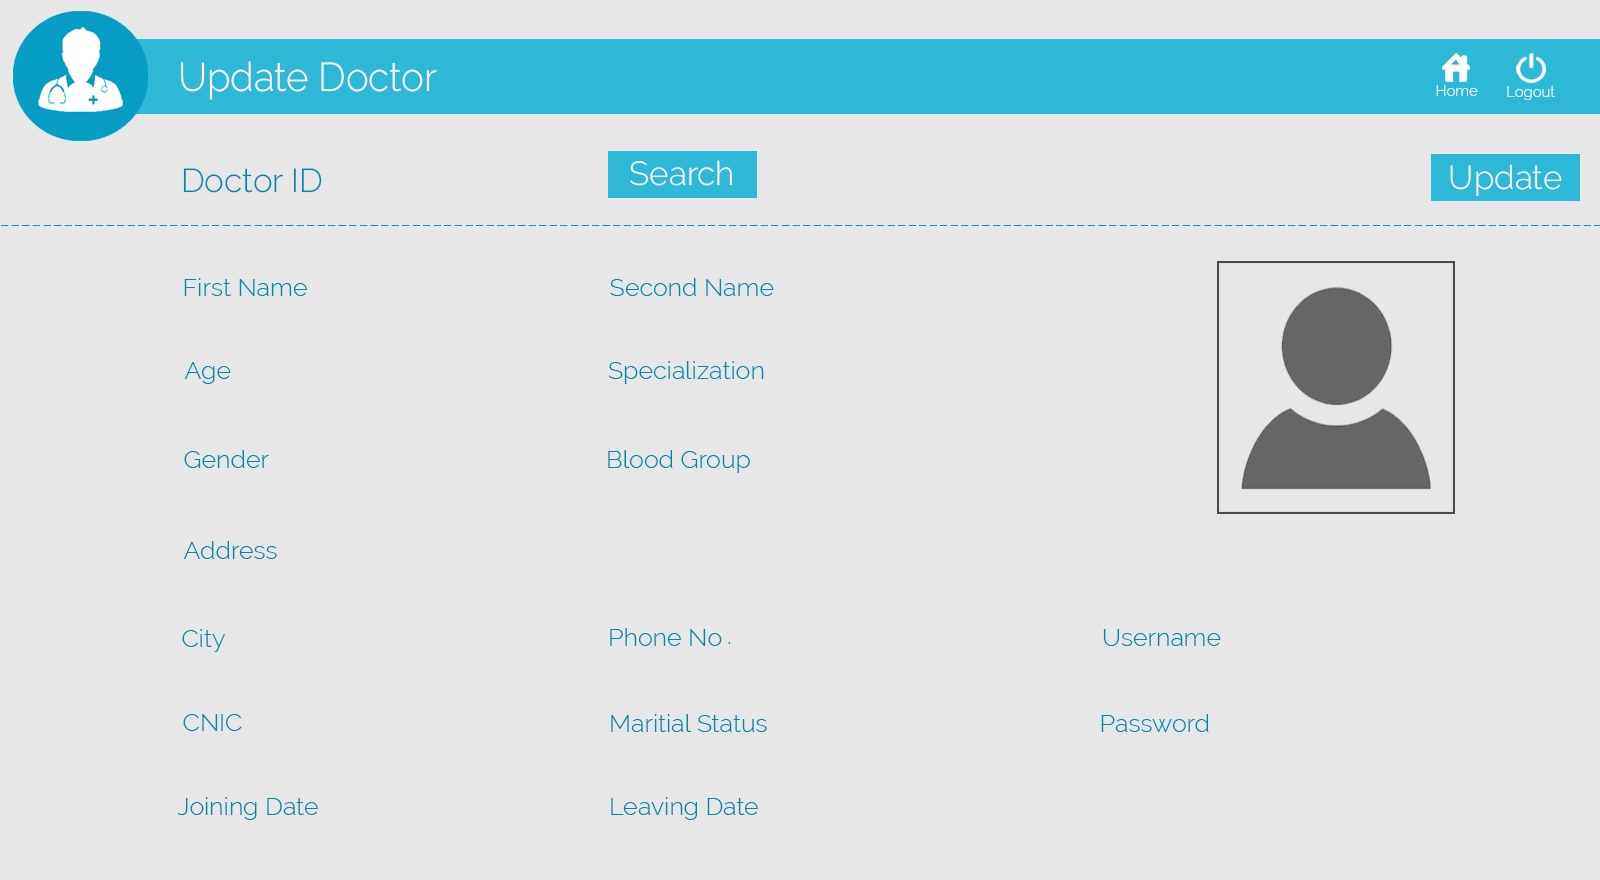 Update Doctor
Home
Logout
Doctor ID
Search
Update
First Name
Second Name
Age
Specialization
Gender
Blood Group
Address
City
Phone No .
Username
CNIC
Maritial Status
Password
Joining Date
Leaving Date